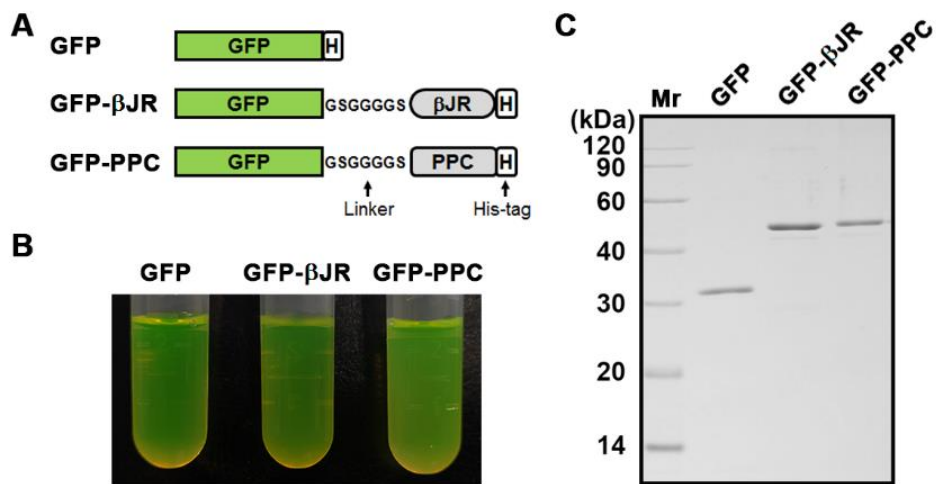 A
GFP GFP H
GFP-βJR GFP GSGGGGS βJR H
GFP-PPC GFP GSGGGGS PPC H
Linker His-tag
B
GFP GFP-βJR GFP-PPC
C
Mr GFP GFP-βJR GFP-PPC
(kDa)
120
90
60
40
30
20
14